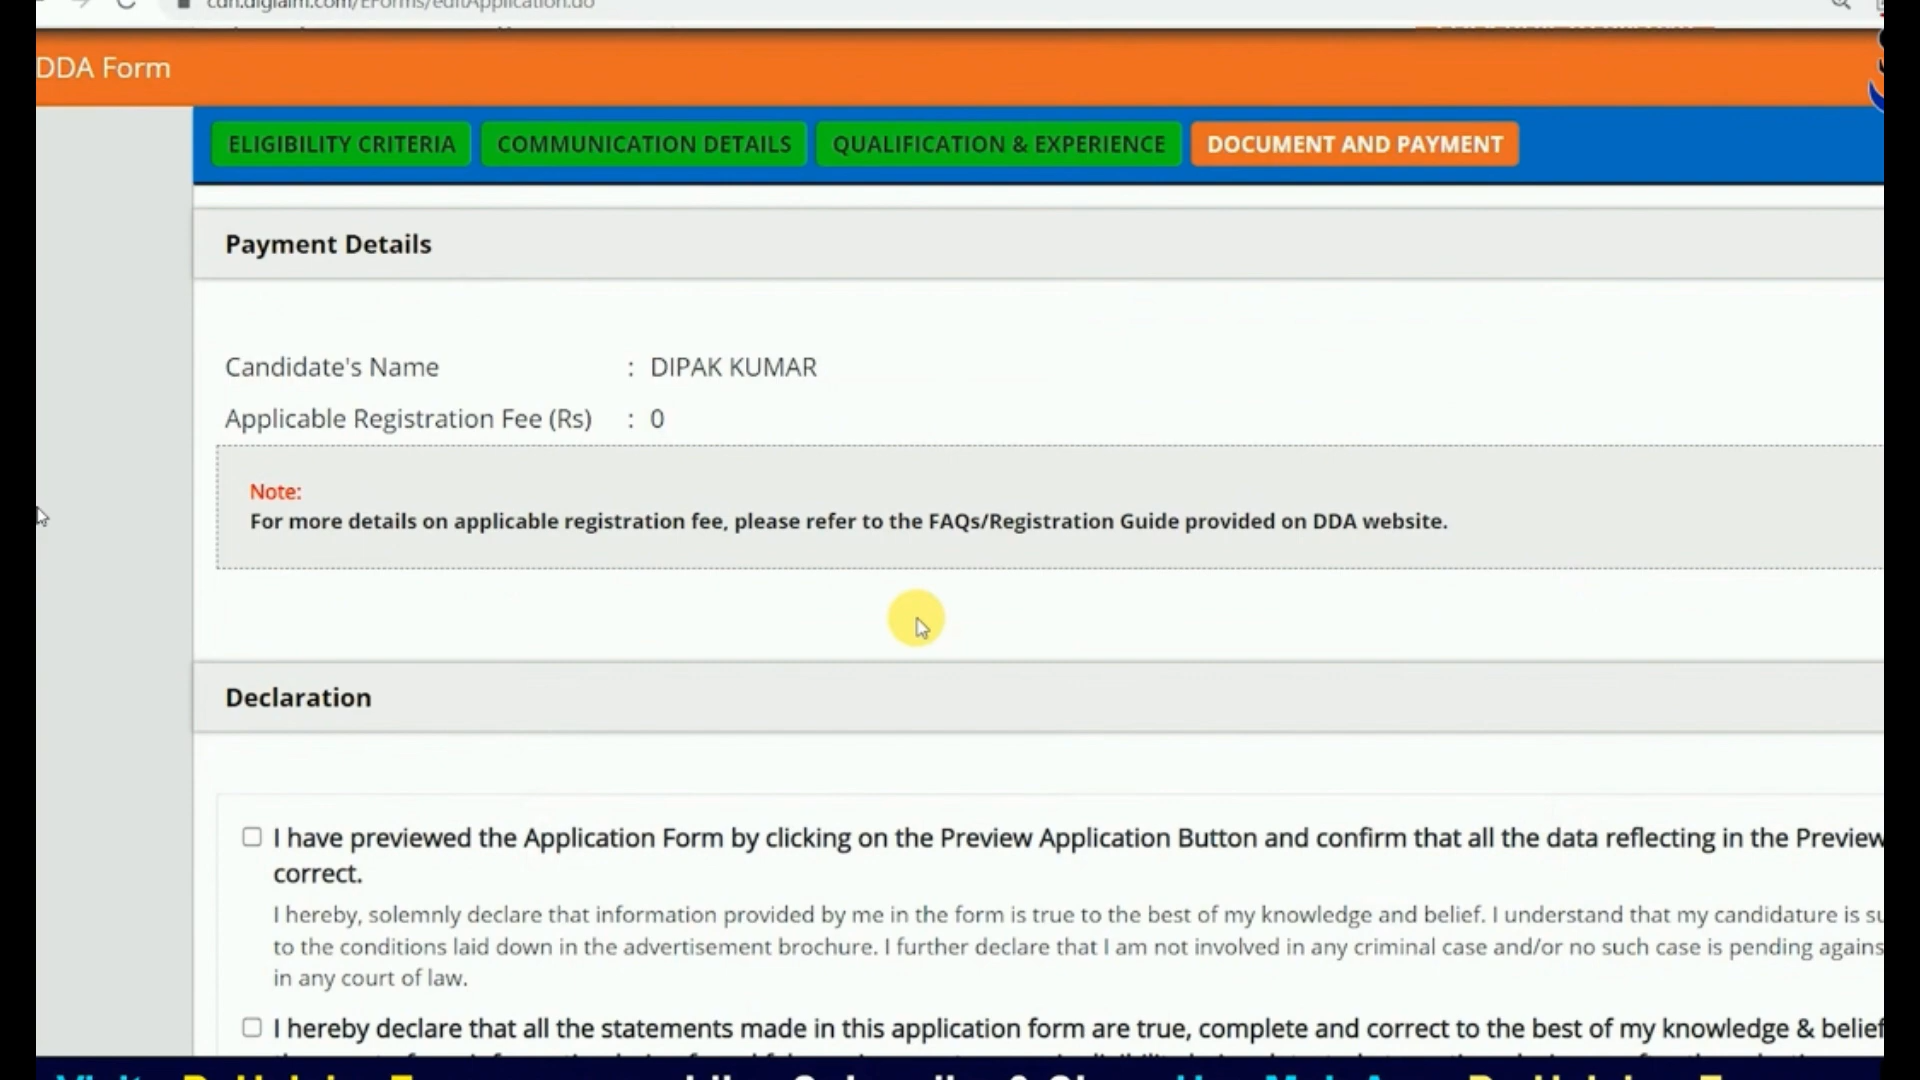 cdn.digialm.com/EForms/editApplication.do
DDA Form
ELIGIBILITY CRITERIA COMMUNICATION DETAILS QUALIFICATION & EXPERIENCE DOCUMENT AND PAYMENT
Payment Details
Candidate's Name : DIPAK KUMAR
Applicable Registration Fee (Rs) : 0
Note:
For more details on applicable registration fee, please refer to the FAQs/Registration Guide provided on DDA website.
Declaration
I have previewed the Application Form by clicking on the Preview Application Button and confirm that all the data reflecting in the Preview
correct.
I hereby, solemnly declare that information provided by me in the form is true to the best of my knowledge and belief. I understand that my candidature is
to the conditions laid down in the advertisement brochure. I further declare that I am not involved in any criminal case and/or no such case is pending
in any court of law.
I hereby declare that all the statements made in this application form are true, complete and correct to the best of my knowledge & belief